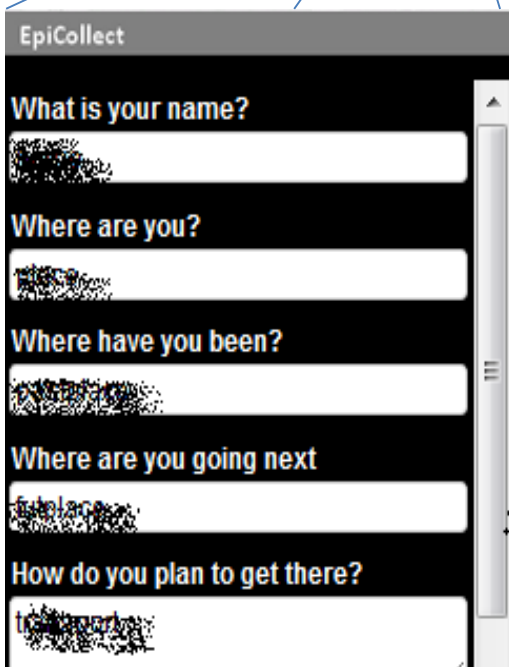 EpiCollect
What is your name?
Where are you?
Where have you been?
Where are you going next
futplace
How do you plan to get there?